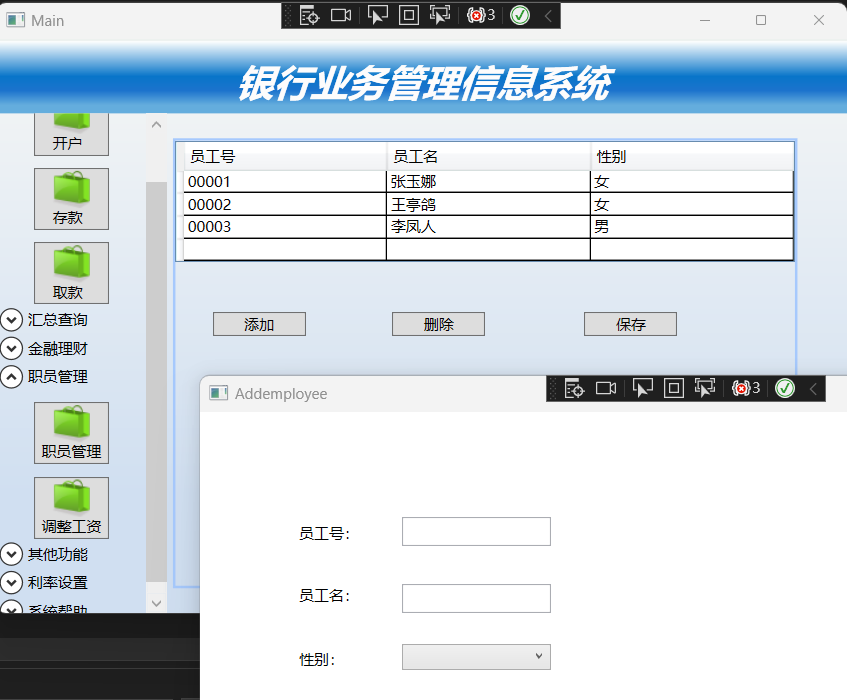 Main
3
银行业务管理信息系统
开户
存款
取款
汇总查询
金融理财
职员管理
职员管理
调整工资
其他功能
利率设置
系统帮助
员工号 员工名 性别
00001 张玉娜 女
00002 王亭鸽 女
00003 李凤人 男
添加 删除 保存
Addemployee
3
员工号：
员工名：
性别：